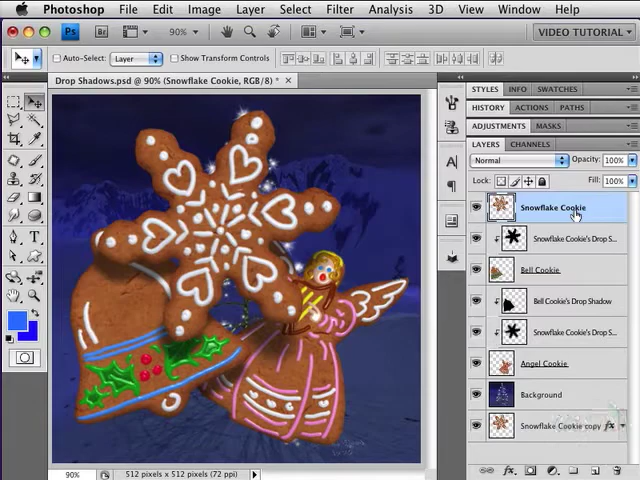 Photoshop File Edit Image Layer Select Filter Analysis 3D View Window Help
Ps Br 90% VIDEO TUTORIAL
Auto-Select: Layer Show Transform Controls
Drop Shadows.psd @ 90% (Snowflake Cookie, RGB/8) *
STYLES INFO SWATCHES
HISTORY ACTIONS PATHS
ADJUSTMENTS MASKS
LAYERS CHANNELS
Normal Opacity: 100%
Lock: Fill: 100%
Snowflake Cookie
Snowflake Cookie's Drop S...
Bell Cookie
Bell Cookie's Drop Shadow
Snowflake Cookie's Drop S...
Angel Cookie
Background
Snowflake Cookie copy fx
90% 512 pixels x 512 pixels (72 ppi)